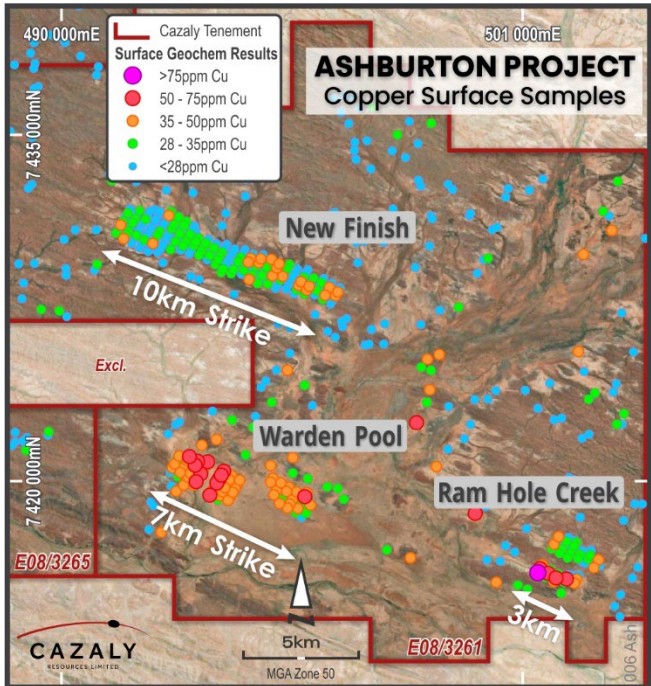 490 000mE
501 000mE
Cazaly Tenement
Surface Geochem Results
>75ppm Cu
50 - 75ppm Cu
35 - 50ppm Cu
28 - 35ppm Cu
<28ppm Cu
ASHBURTON PROJECT
Copper Surface Samples
7 435 000mN
New Finish
10km Strike
Excl.
Warden Pool
Ram Hole Creek
7 420 000mN
7km Strike
E08/3265
3km
5km
E08/3261
MGA Zone 50
CAZALY
RESOURCES LIMITED
006 Ash